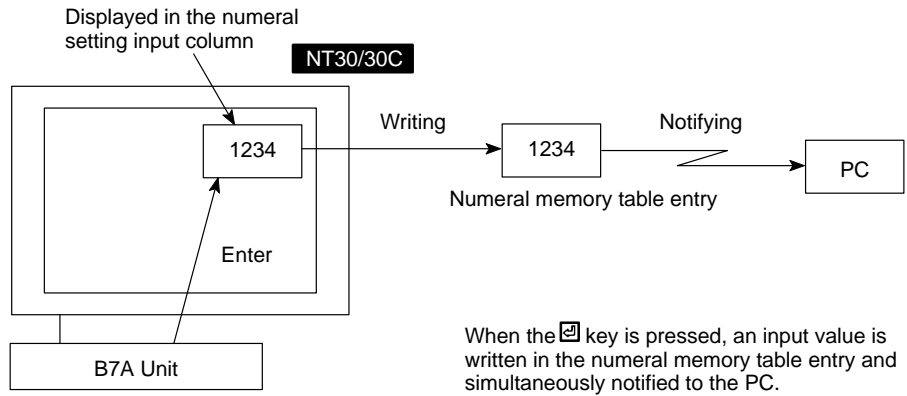 Displayed in the numeral
setting input column
NT30/30C
1234
Writing
1234
Notifying
PC
Numeral memory table entry
Enter
B7A Unit
When the key is pressed, an input value is
written in the numeral memory table entry and
simultaneously notified to the PC.